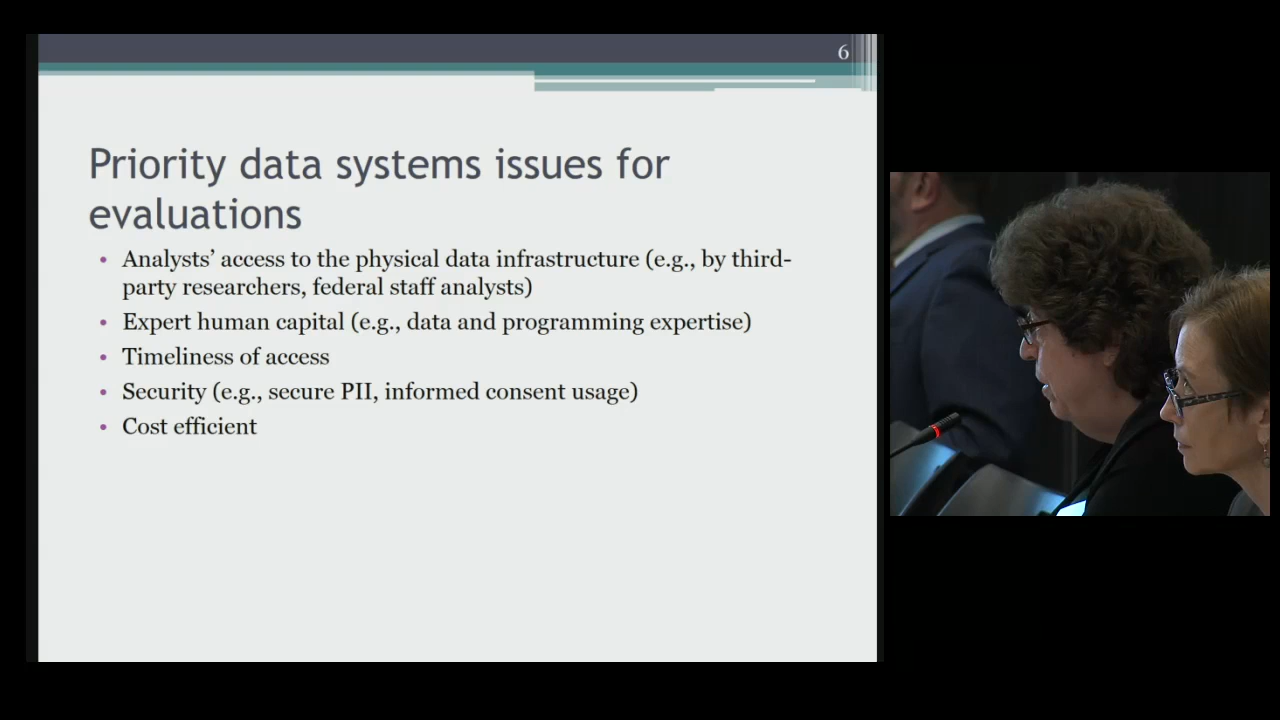 6
Priority data systems issues for
evaluations
• Analysts’ access to the physical data infrastructure (e.g., by third-
party researchers, federal staff analysts)
• Expert human capital (e.g., data and programming expertise)
• Timeliness of access
• Security (e.g., secure PII, informed consent usage)
• Cost efficient